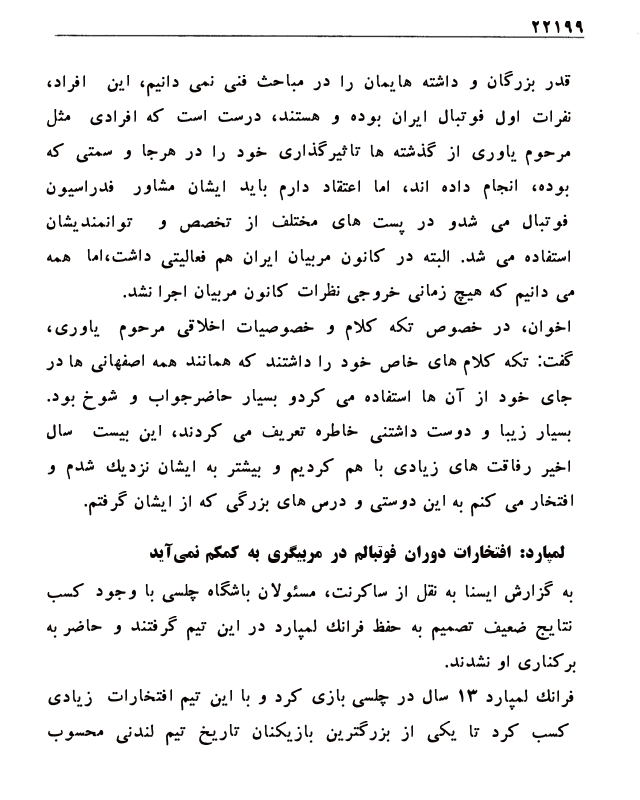 ۲۲۱۹۹
قدر بزرگان و داشته هایمان را در مباحث فنی نمی دانیم، این افراد،
نفرات اول فوتبال ایران بوده و هستند، درست است که افرادی مثل
مرحوم یاوری از گذشته ها تاثیرگذاری خود را در هرجا و سمتی که
بوده، انجام داده اند، اما اعتقاد دارم باید ایشان مشاور فدراسیون
فوتبال می شدو در پست های مختلف از تخصص و توانمندیشان
استفاده می شد. البته در کانون مربیان ایران هم فعالیتی داشت،اما همه
می دانیم که هیچ زمانی خروجی نظرات کانون مربیان اجرا نشد.
اخوان، در خصوص تکه کلام و خصوصیات اخلاقی مرحوم یاوری،
گفت: تکه کلام های خاص خود را داشتند که همانند همه اصفهانی ها در
جای خود از آن ها استفاده می کردو بسیار حاضرجواب و شوخ بود.
بسیار زیبا و دوست داشتنی خاطره تعریف می کردند، این بیست سال
اخیر رفاقت های زیادی با هم کردیم و بیشتر به ایشان نزدیك شدم و
افتخار می کنم به این دوستی و درس های بزرگی که از ایشان گرفتم.
لمپارد: افتخارات دوران فوتبالم در مربیگری به کمکم نمی‌آید
به گزارش ایسنا به نقل از ساکرنت، مسئولان باشگاه چلسی با وجود کسب
نتایج ضعیف تصمیم به حفظ فرانك لمپارد در این تیم گرفتند و حاضر به
برکناری او نشدند.
فرانك لمپارد ۱۳ سال در چلسی بازی کرد و با این تیم افتخارات زیادی
کسب کرد تا یکی از بزرگترین بازیکنان تاریخ تیم لندنی محسوب